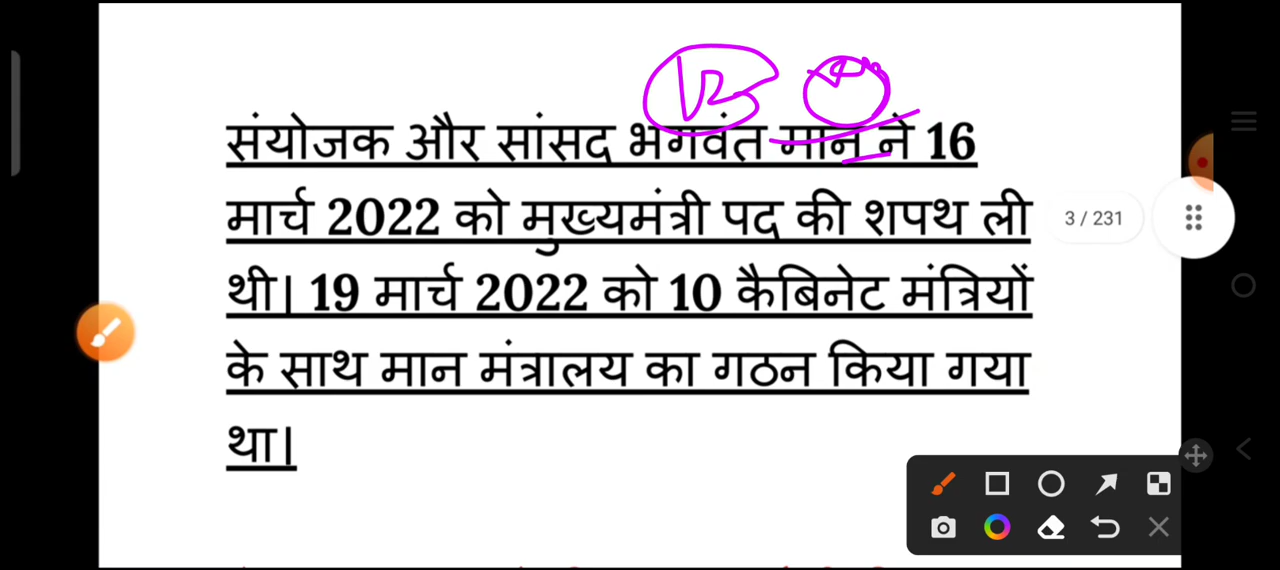 संयोजक और सांसद भगवंत मान ने 16
मार्च 2022 को मुख्यमंत्री पद की शपथ ली
थी| 19 मार्च 2022 को 10 कैबिनेट मंत्रियों
के साथ मान मंत्रालय का गठन किया गया
था|
3 / 231